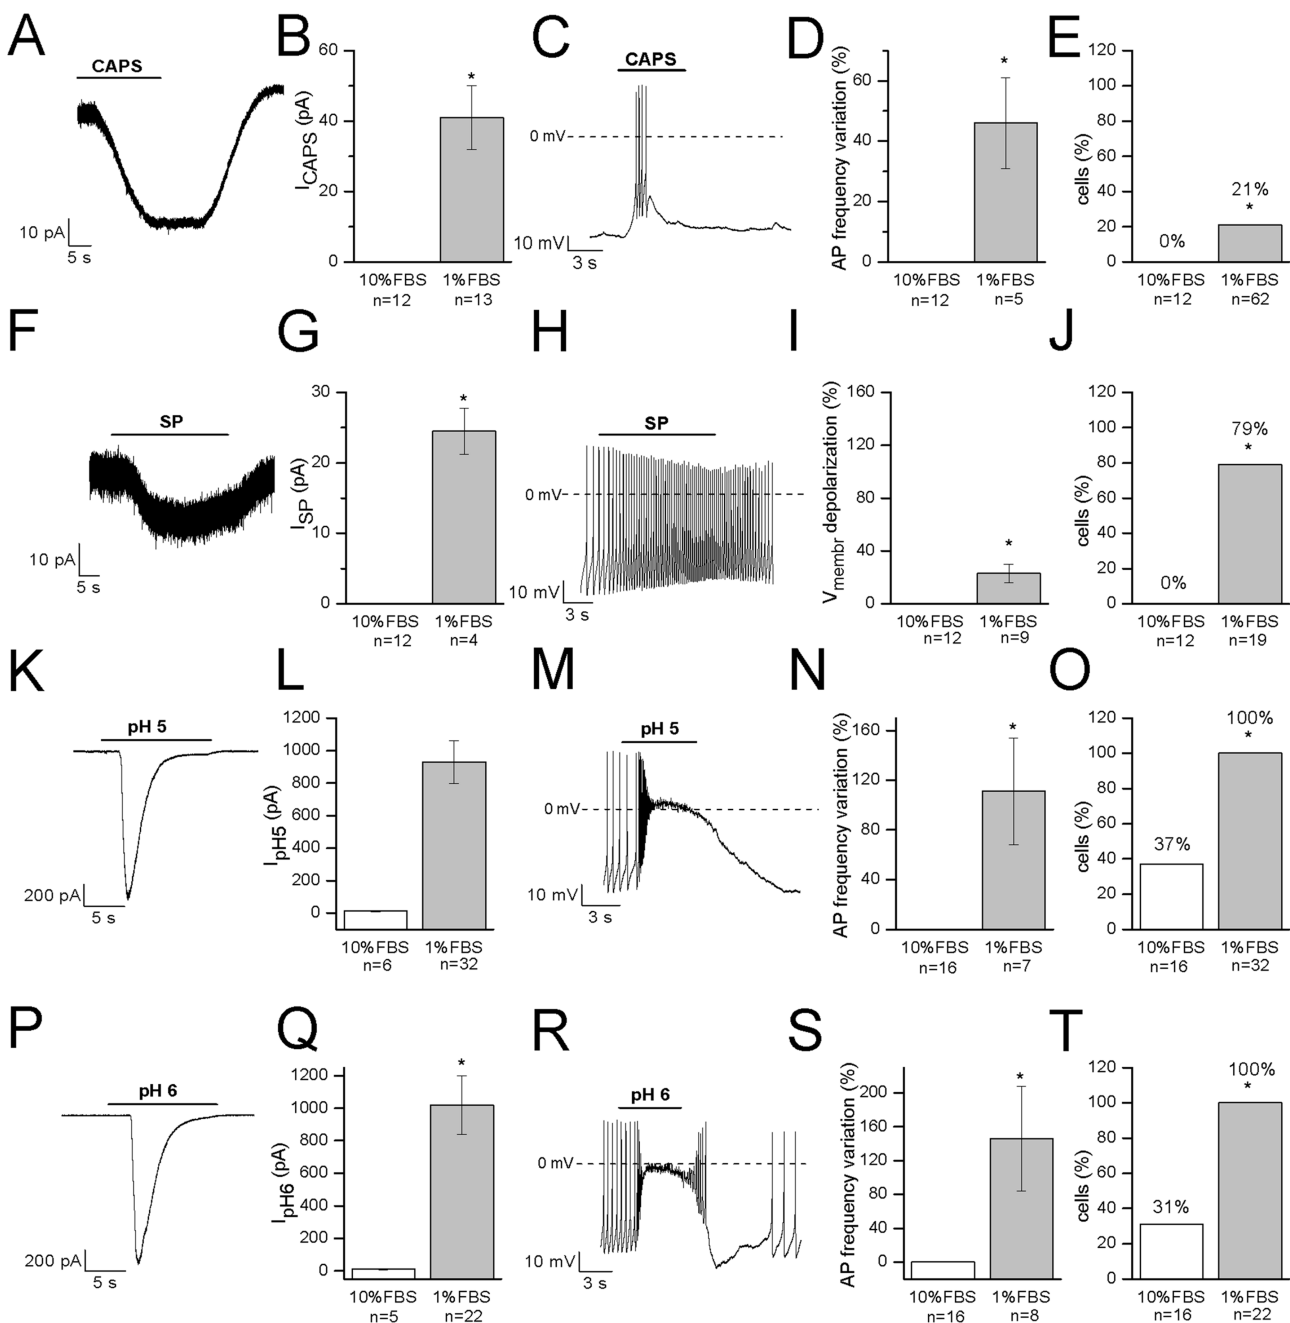 A
CAPS
10 pA
5 s
B
I CAPS (pA)
60
40
20
0
10%FBS
n=12
1%FBS
n=13
*
C
CAPS
0 mV
10 mV
3 s
D
AP frequency variation (%)
60
40
20
0
10%FBS
n=12
1%FBS
n=5
*
E
cells (%)
120
100
80
60
40
20
0
0%
21%
*
10%FBS
n=12
1%FBS
n=62
F
SP
10 pA
5 s
G
I SP (pA)
30
20
10
0
10%FBS
n=12
1%FBS
n=4
*
H
SP
0 mV
10 mV
3 s
I
V membr depolarization (%)
160
120
80
40
0
10%FBS
n=12
1%FBS
n=9
*
J
cells (%)
120
100
80
60
40
20
0
0%
79%
*
10%FBS
n=12
1%FBS
n=19
K
pH 5
200 pA
5 s
L
I pH5 (pA)
1200
1000
800
600
400
200
0
10%FBS
n=6
1%FBS
n=32
M
pH 5
0 mV
10 mV
3 s
N
AP frequency variation (%)
160
120
80
40
0
10%FBS
n=16
1%FBS
n=7
*
O
cells (%)
120
100
80
60
40
20
0
37%
100%
*
10%FBS
n=16
1%FBS
n=32
P
pH 6
200 pA
5 s
Q
I pH6 (pA)
1200
1000
800
600
400
200
0
10%FBS
n=5
1%FBS
n=22
*
R
pH 6
0 mV
10 mV
3 s
S
AP frequency variation (%)
200
160
120
80
40
0
10%FBS
n=16
1%FBS
n=8
*
T
cells (%)
120
100
80
60
40
20
0
31%
100%
*
10%FBS
n=16
1%FBS
n=22